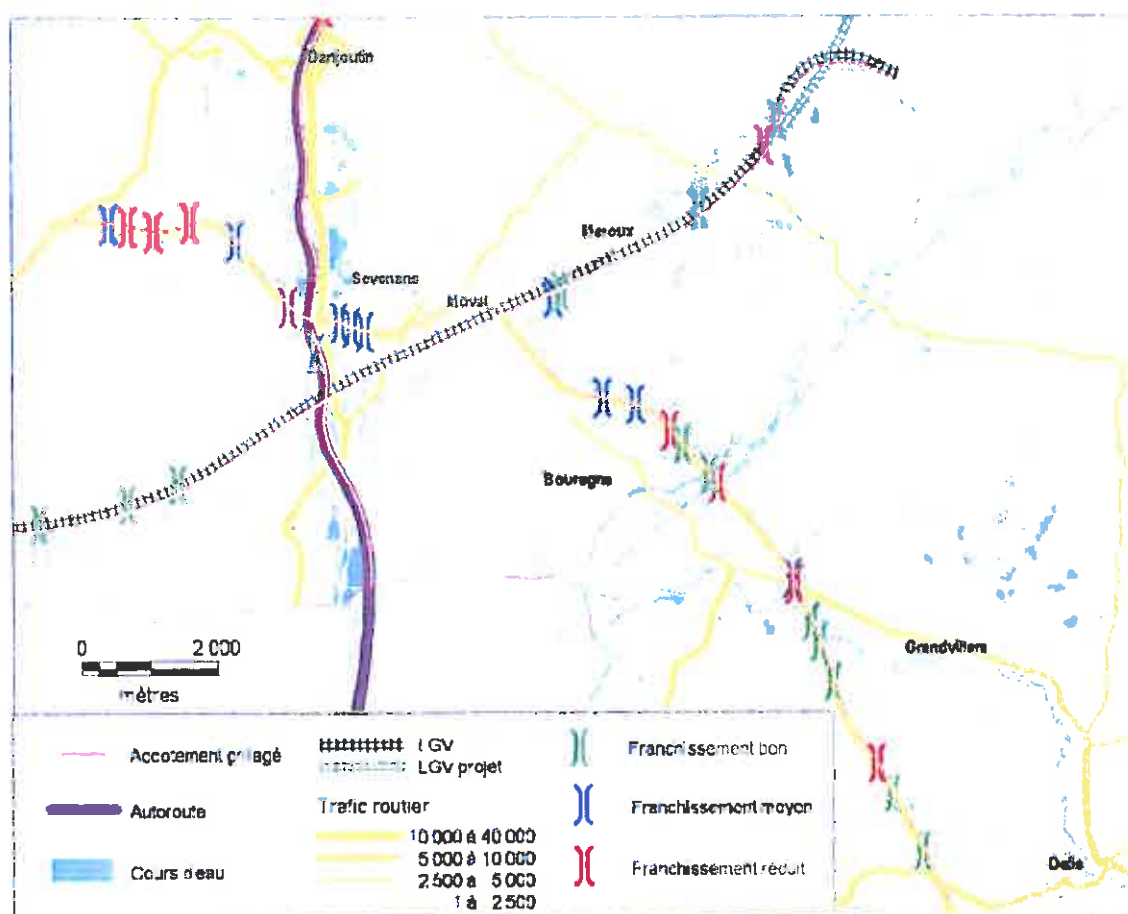 Danjoutin
Meroux
Sevenans
Moval
Bourogne
Grandvillars
Delle
0 2 000
mètres
Accotement grillagé
Autoroute
Cours d'eau
LGV
LGV projet
Trafic routier
10 000 à 40 000
5 000 à 10 000
2 500 à 5 000
1 à 2 500
Franchissement bon
Franchissement moyen
Franchissement réduit